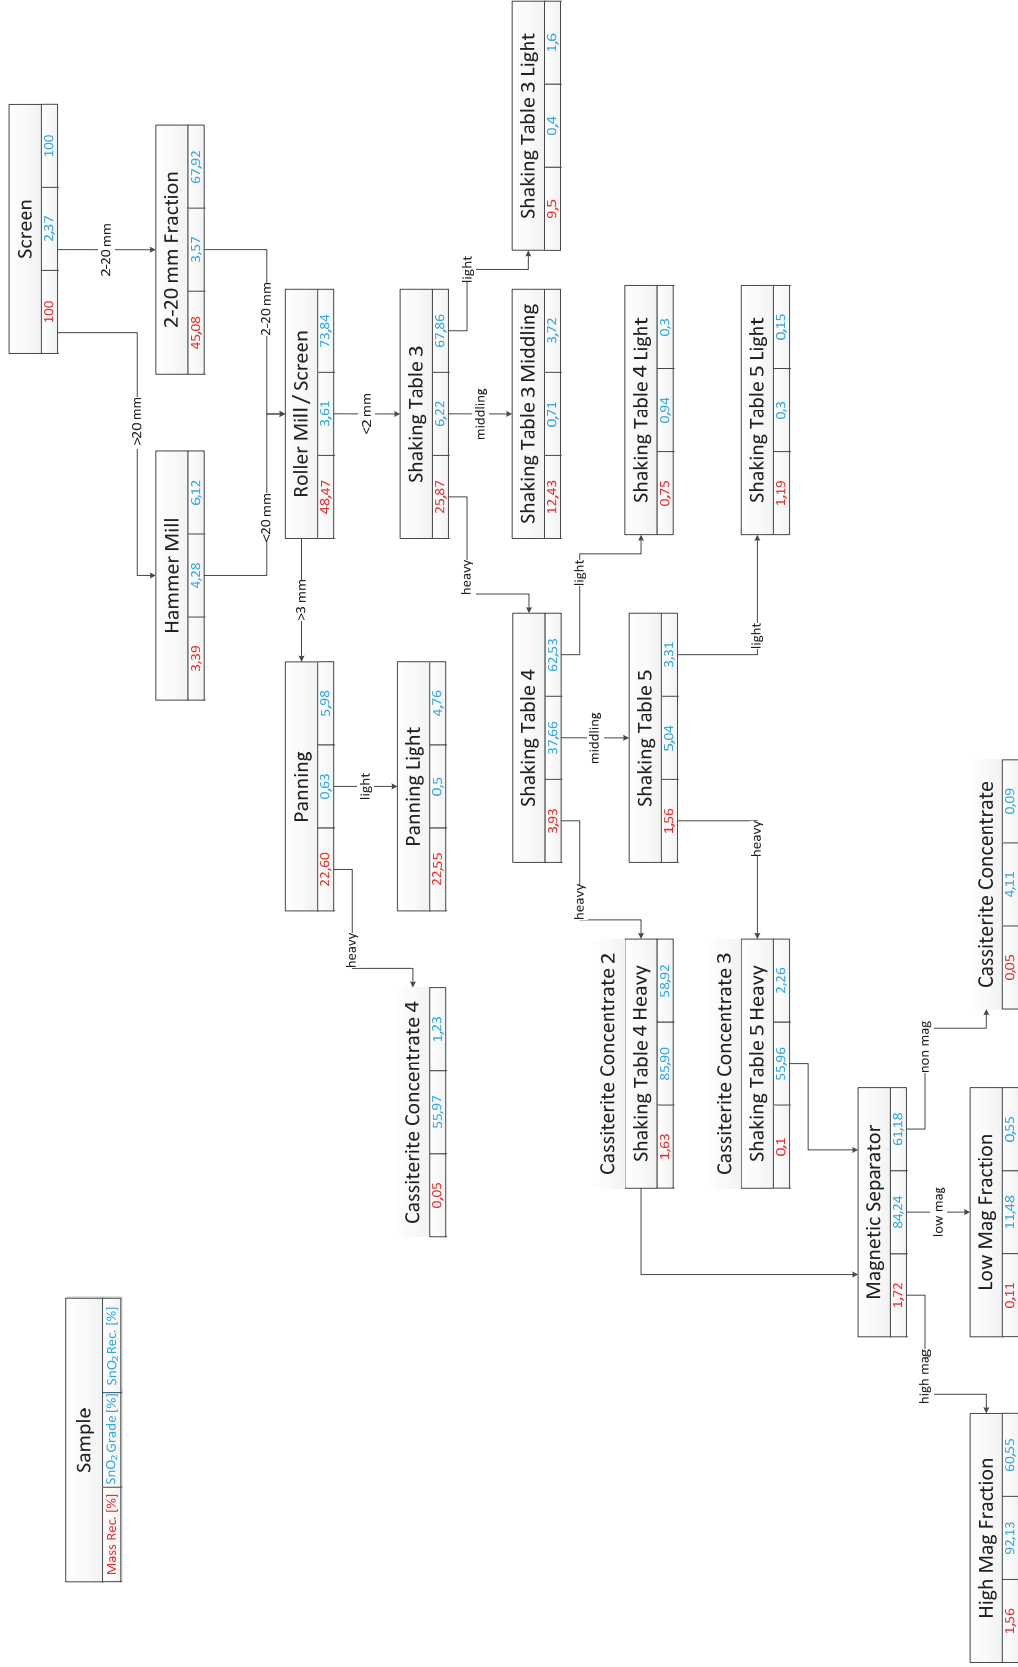 Sample
Mass Rec. [%] SnO₂ Grade [%] SnO₂ Rec. [%]
Screen
100 2,37 100
>20 mm
2-20 mm
Hammer Mill
3,39 4,28 6,12
2-20 mm Fraction
45,08 3,57 67,92
<20 mm
2-20 mm
Roller Mill / Screen
48,47 3,61 73,84
>3 mm
<2 mm
Panning
22,60 0,63 5,98
heavy
light
Cassiterite Concentrate 4
0,05 55,97 1,23
Panning Light
22,55 0,5 4,76
Shaking Table 3
25,87 6,22 67,86
heavy
middling
light
Shaking Table 4
3,93 37,66 62,53
Shaking Table 3 Middling
12,43 0,71 3,72
Shaking Table 3 Light
9,5 0,4 1,6
heavy
middling
light
Cassiterite Concentrate 2
Shaking Table 4 Heavy
1,63 85,90 58,92
Shaking Table 5
1,56 5,04 3,31
Shaking Table 4 Light
0,75 0,94 0,3
heavy
light
Cassiterite Concentrate 3
Shaking Table 5 Heavy
0,1 55,96 2,26
Shaking Table 5 Light
1,19 0,3 0,15
Magnetic Separator
1,72 84,24 61,18
high mag
low mag
non mag
High Mag Fraction
1,56 92,13 60,55
Low Mag Fraction
0,11 11,48 0,55
Cassiterite Concentrate
0,05 4,11 0,09